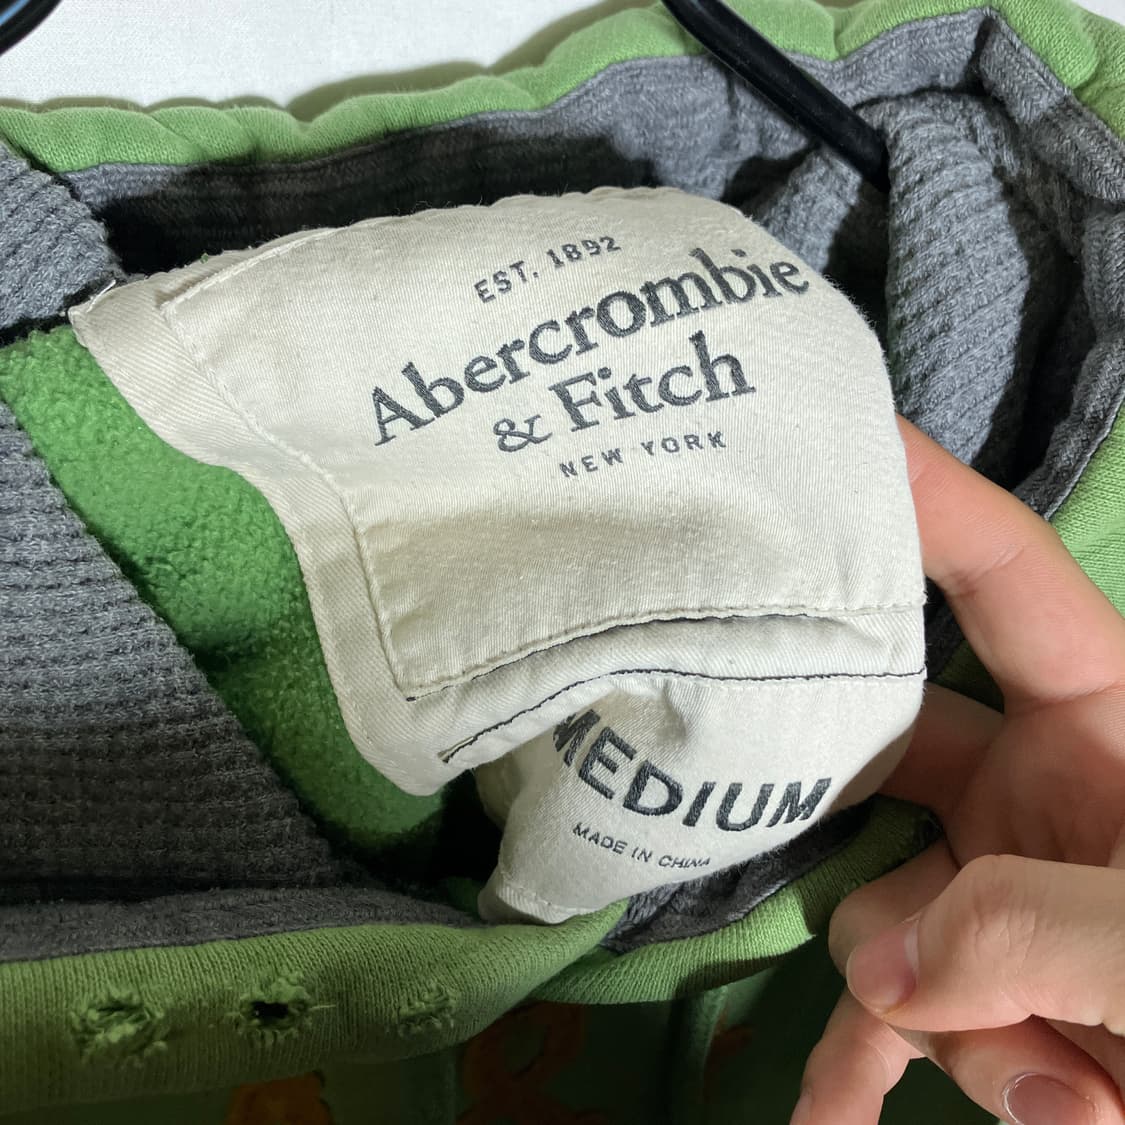 EST. 1892
Abercrombie
& Fitch
NEW YORK
MEDIUM
MADE IN CHINA